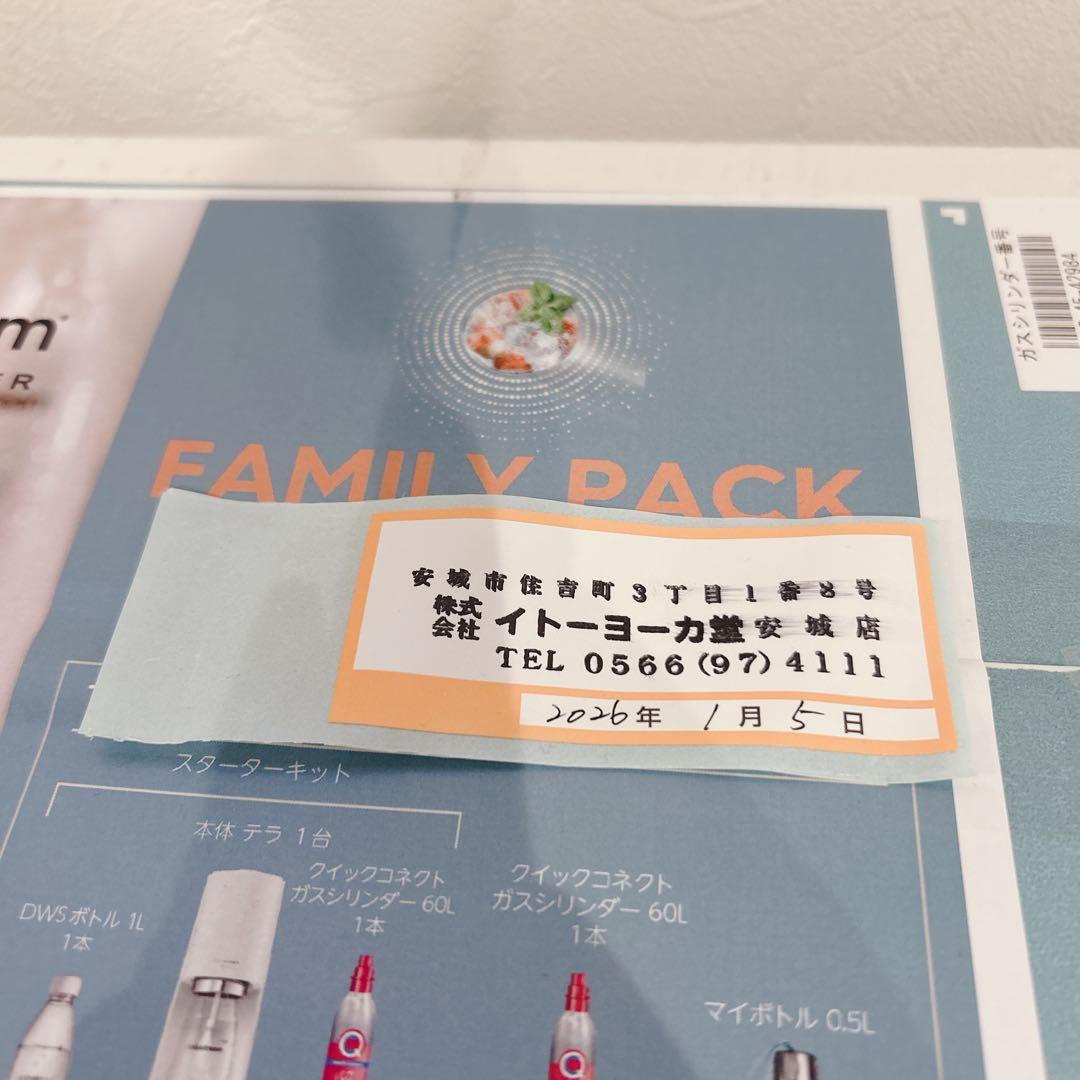 m
ER
FAMILY PACK
安城市住吉町3丁目1番8号
株式会社 イトーヨーカ堂 安城店
TEL 0566(97)4111
2026年 1月 5日
スターターキット
本体 テラ 1台
DWSボトル 1L
1本
クイックコネクト
ガスシリンダー 60L
1本
クイックコネクト
ガスシリンダー 60L
1本
マイボトル 0.5L
Q
Q
ガスシリンダー番号